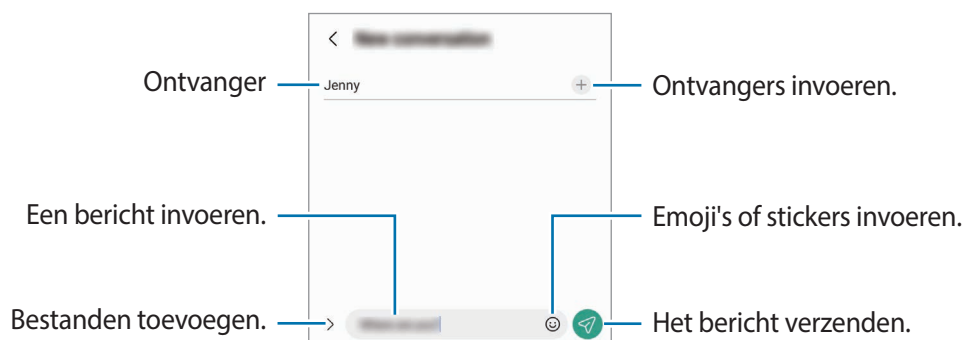 Ontvanger
Jenny
Ontvangers invoeren.
Een bericht invoeren.
Emoji's of stickers invoeren.
Bestanden toevoegen.
Het bericht verzenden.